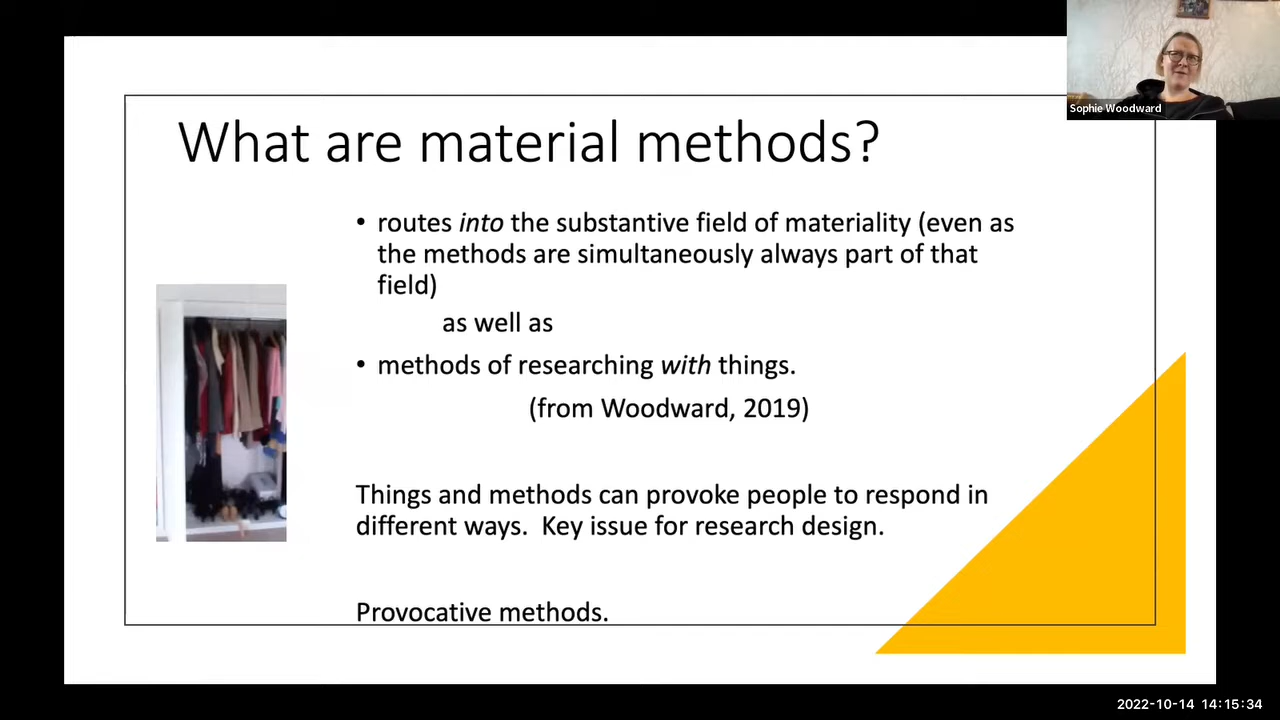 Sophie Woodward
What are material methods?
• routes into the substantive field of materiality (even as
the methods are simultaneously always part of that
field)
as well as
• methods of researching with things.
(from Woodward, 2019)
Things and methods can provoke people to respond in
different ways.  Key issue for research design.
Provocative methods.
2022-10-14 14:15:34